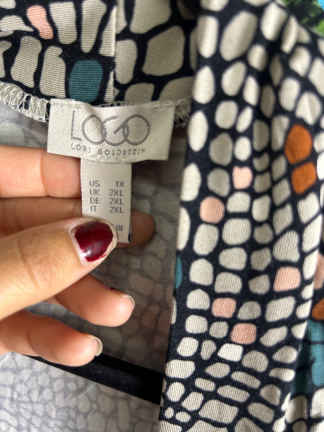 LOGO
LORI GOLDSTEIN
US 1X
UK 2XL
DE 2XL
IT 2XL